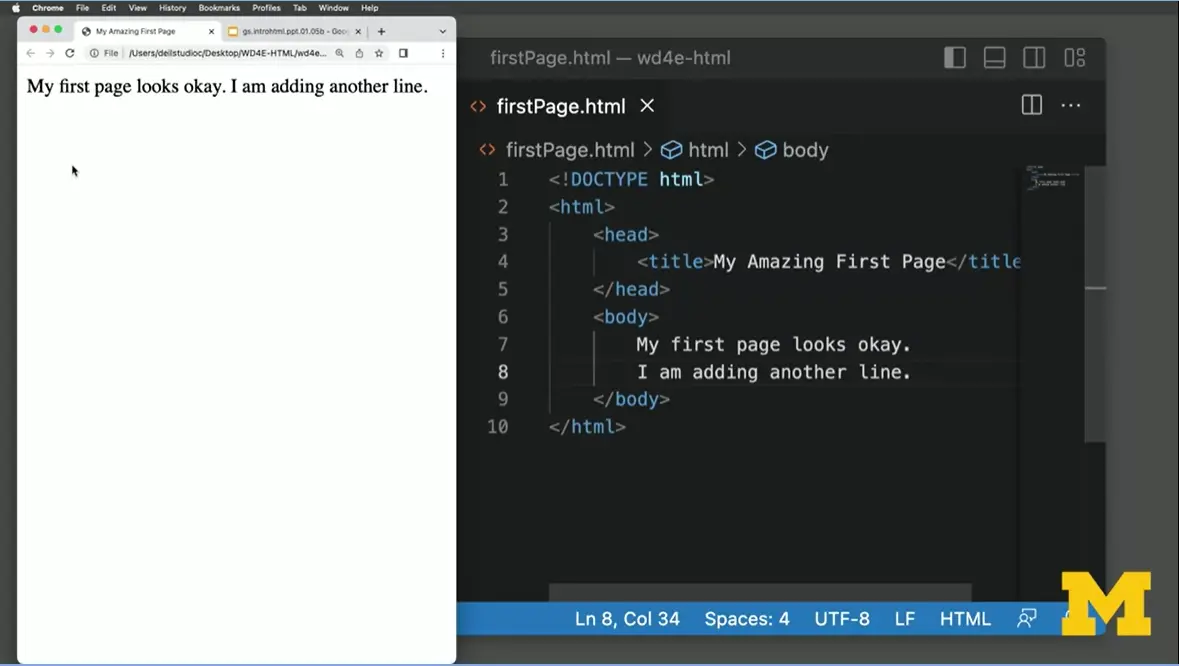 Chrome File Edit View History Bookmarks Profiles Tab Window Help
My Amazing First Page
gs.introhtml.ppt.01.05b - Goo
File /Users/dellstudioc/Desktop/WD4E-HTML/wd4e...
My first page looks okay. I am adding another line.
firstPage.html — wd4e-html
firstPage.html
firstPage.html > html > body
1 <!DOCTYPE html>
2 <html>
3 <head>
4 <title>My Amazing First Page</title
5 </head>
6 <body>
7 My first page looks okay.
8 I am adding another line.
9 </body>
10 </html>
Ln 8, Col 34 Spaces: 4 UTF-8 LF HTML
M